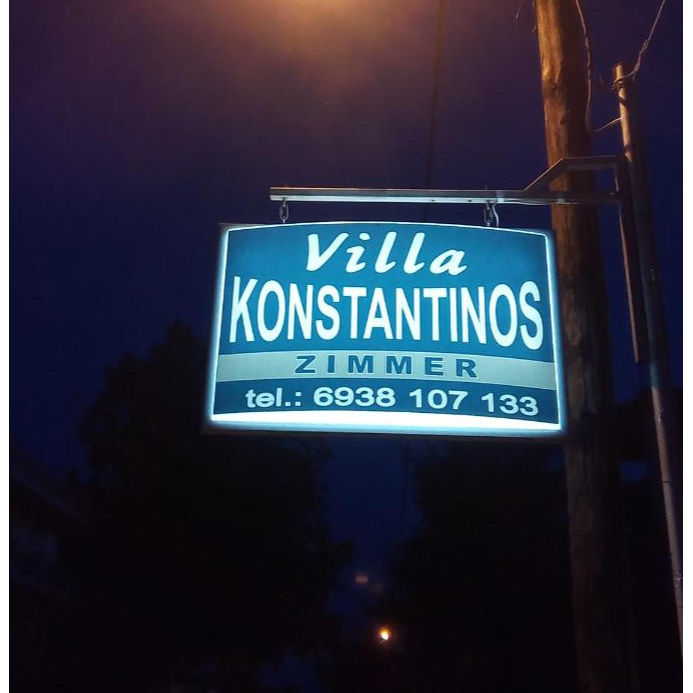 Villa
KONSTANTINOS
ZIMMER
tel.: 6938 107 133